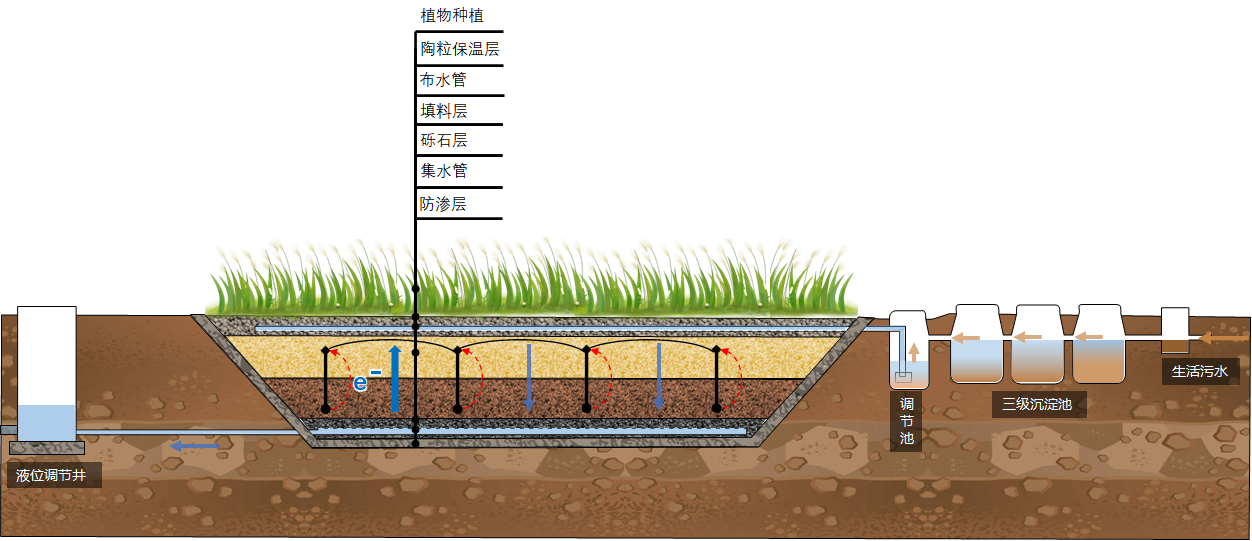 植物种植
陶粒保温层
布水管
填料层
砾石层
集水管
防渗层
e⁻
生活污水
三级沉淀池
调
节
池
液位调节井